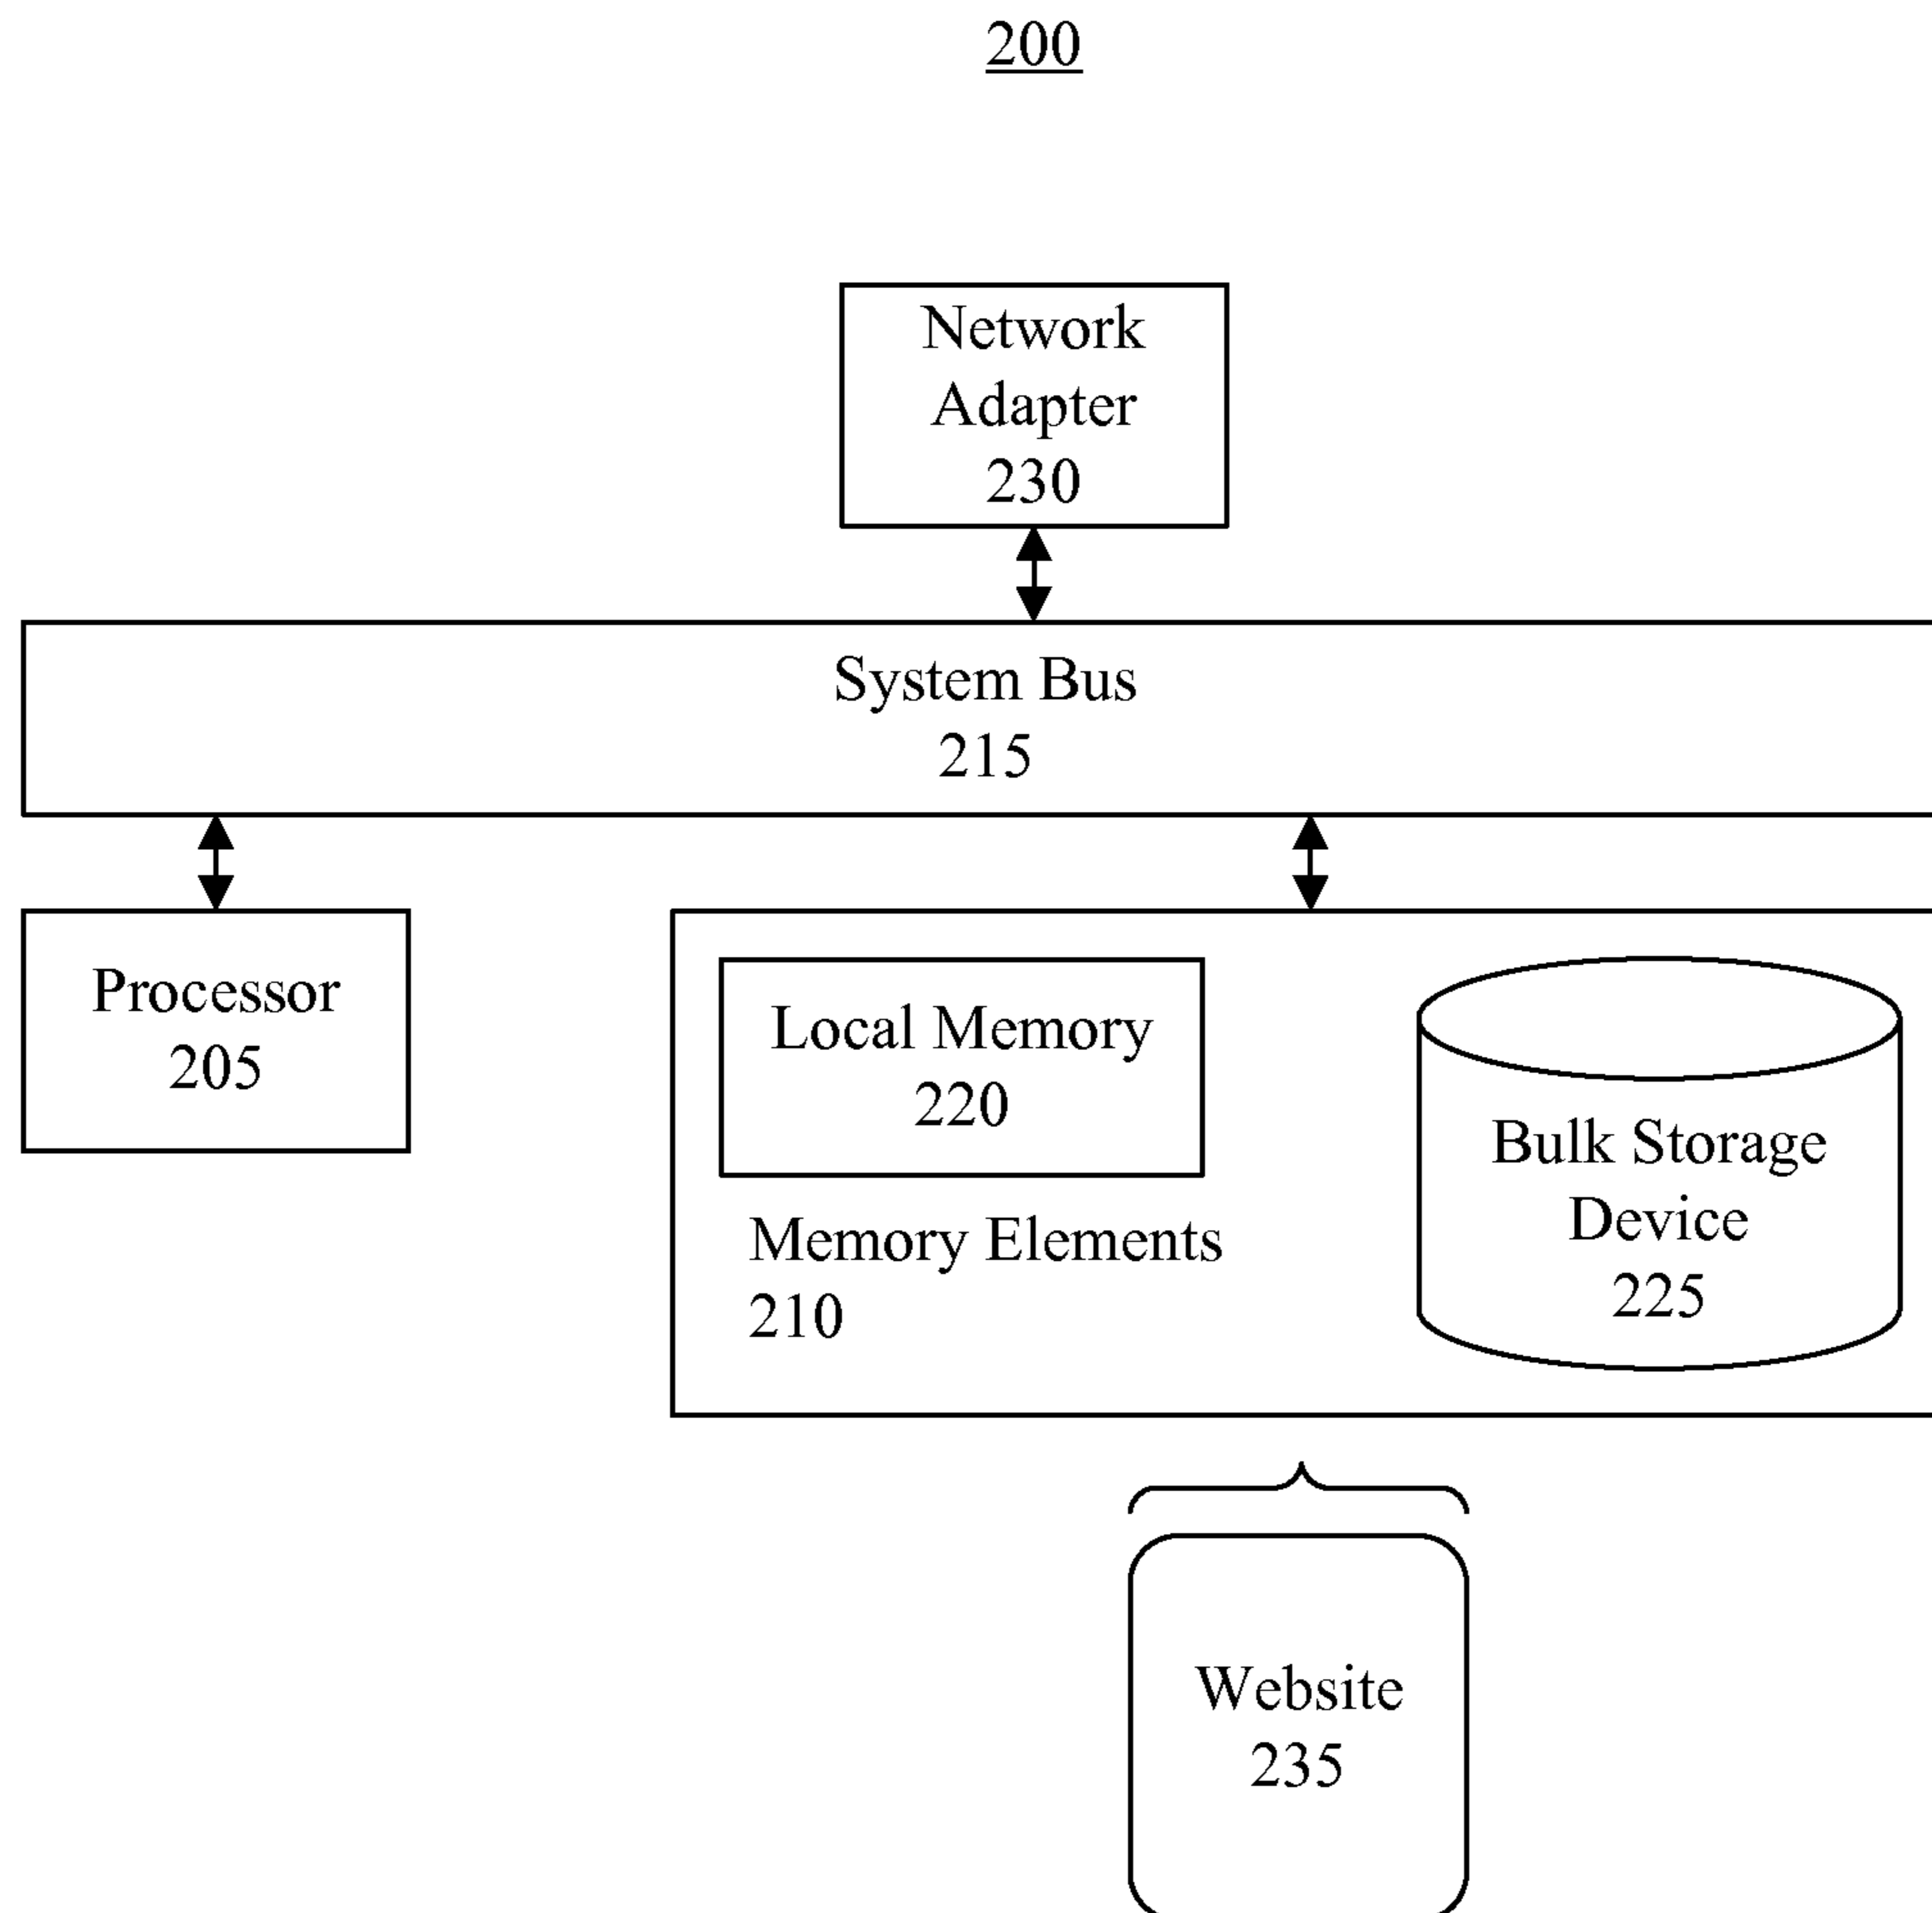 200
Network
Adapter
230
System Bus
215
Processor
205
Local Memory
220
Memory Elements
210
Bulk Storage
Device
225
Website
235